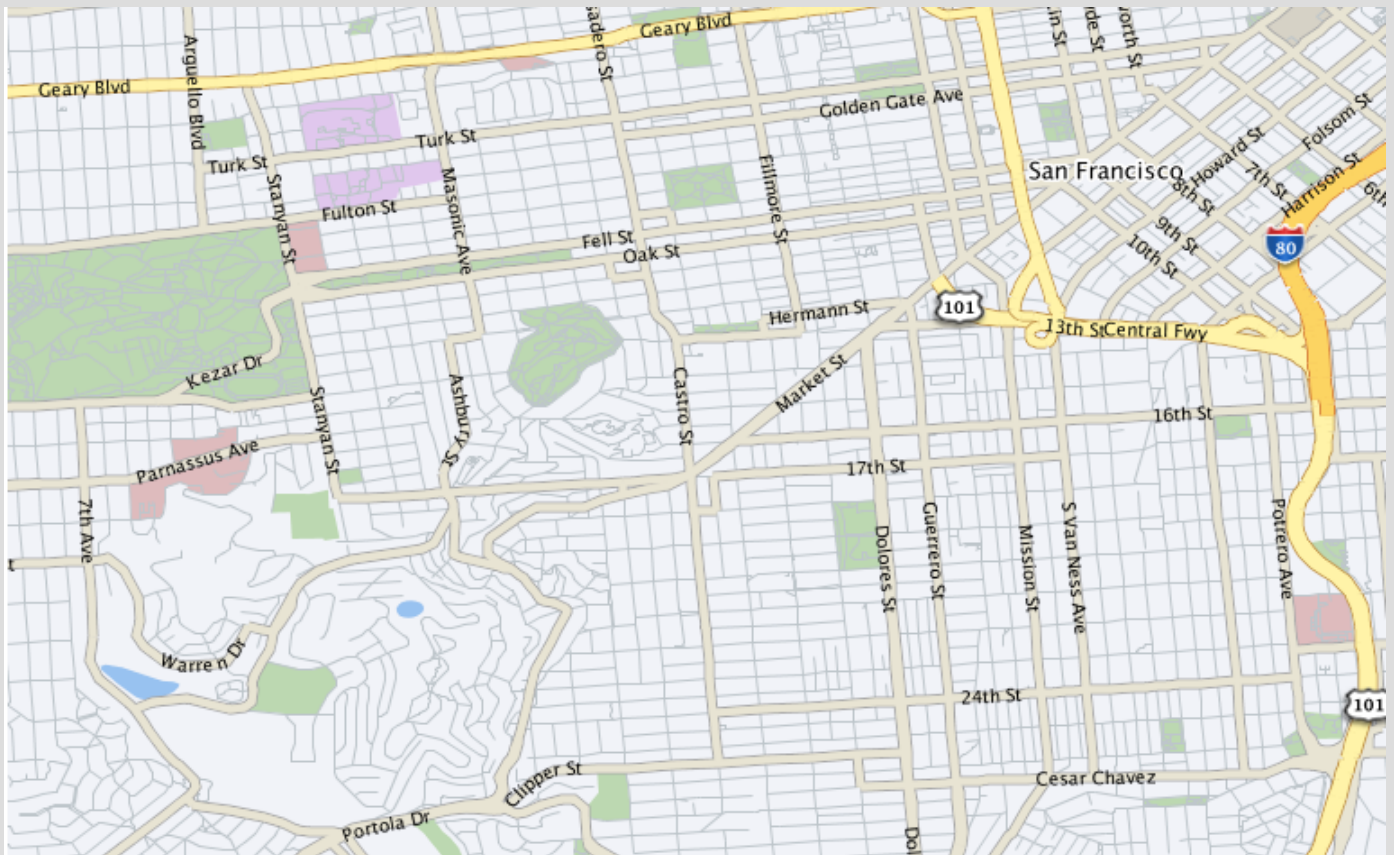 Geary Blvd
Geary Blvd
Arguello Blvd
Golden Gate Ave
Turk St
Turk St
Folsom St
Howard St
San Francisco
7th St
8th St
Harrison St
Stanyan St
Masonic Ave
Fillmore St
Fulton St
Fell St
Oak St
9th St
10th St
80
101
Hermann St
13th St
Central Fwy
Kezar Dr
Market St
Castro St
Ashbury St
Stanyan St
16th St
Parnassus Ave
17th St
7th Ave
Dolores St
Guerrero St
Mission St
S Van Ness Ave
Potrero Ave
Warren Dr
24th St
101
Clipper St
Cesar Chavez
Portola Dr